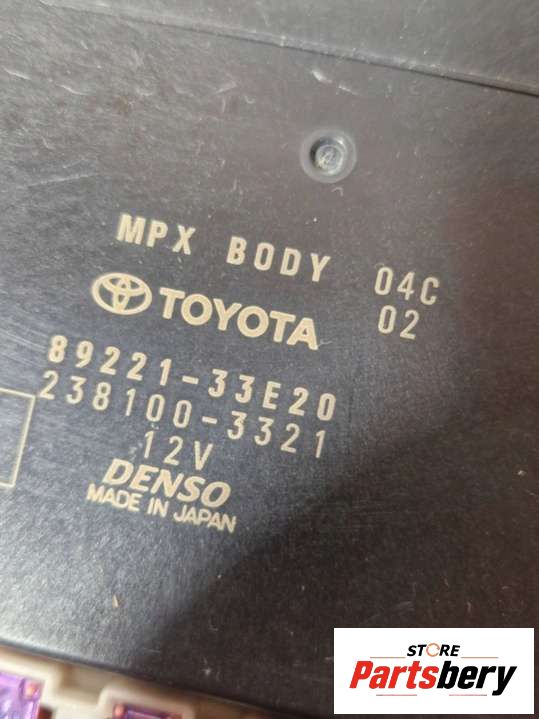 MPX BODY 04C
TOYOTA 02
89221-33E20
238100-3321
12V
DENSO
MADE IN JAPAN
STORE
Partsbery